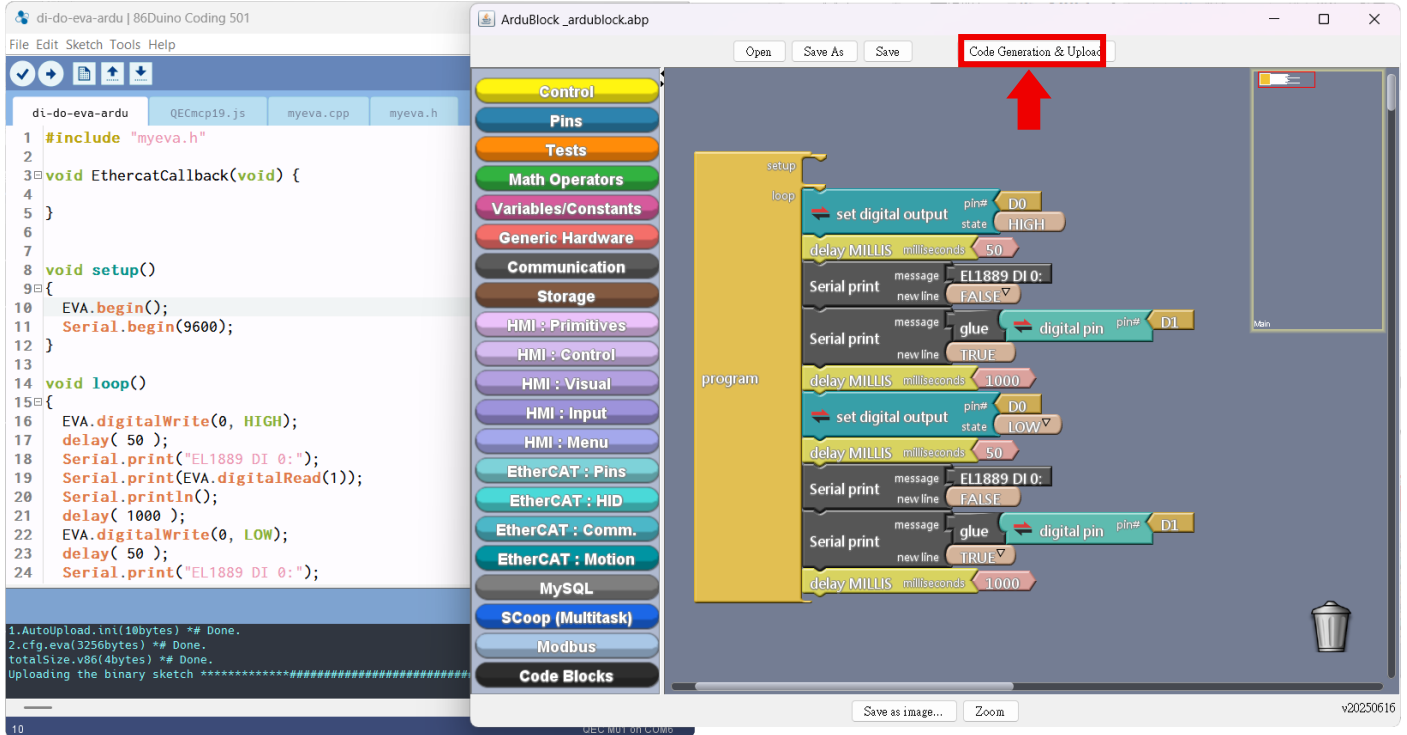 di-do-eva-ardu | 86Duino Coding 501
File Edit Sketch Tools Help
di-do-eva-ardu QECmcp19.js myeva.cpp myeva.h
1 #include "myeva.h"
2
3 void EthercatCallback(void) {
4
5 }
6
7
8 void setup()
9 {
10 EVA.begin();
11 Serial.begin(9600);
12 }
13
14 void loop()
15 {
16 EVA.digitalWrite(0, HIGH);
17 delay( 50 );
18 Serial.print("EL1889 DI 0:");
19 Serial.print(EVA.digitalRead(1));
20 Serial.println();
21 delay( 1000 );
22 EVA.digitalWrite(0, LOW);
23 delay( 50 );
24 Serial.print("EL1889 DI 0:");
1.AutoUpload.ini(10bytes) *# Done.
2.cfg.eva(3256bytes) *# Done.
totalSize.v86(4bytes) *# Done.
Uploading the binary sketch *************##########################
10
QEC M01 on COM6
ArduBlock _ardublock.abp
Open Save As Save Code Generation & Upload
Control
Pins
Tests
Math Operators
Variables/Constants
Generic Hardware
Communication
Storage
HMI : Primitives
HMI : Control
HMI : Visual
HMI : Input
HMI : Menu
EtherCAT : Pins
EtherCAT : HID
EtherCAT : Comm.
EtherCAT : Motion
MySQL
SCoop (Multitask)
Modbus
Code Blocks
program
setup
loop
set digital output pin# D0
state HIGH
delay MILLIS milliseconds 50
Serial print message EL1889 DI 0:
new line FALSE
Serial print message glue digital pin pin# D1
new line TRUE
delay MILLIS milliseconds 1000
set digital output pin# D0
state LOW
delay MILLIS milliseconds 50
Serial print message EL1889 DI 0:
new line FALSE
Serial print message glue digital pin pin# D1
new line TRUE
delay MILLIS milliseconds 1000
Main
Save as image... Zoom
v20250616